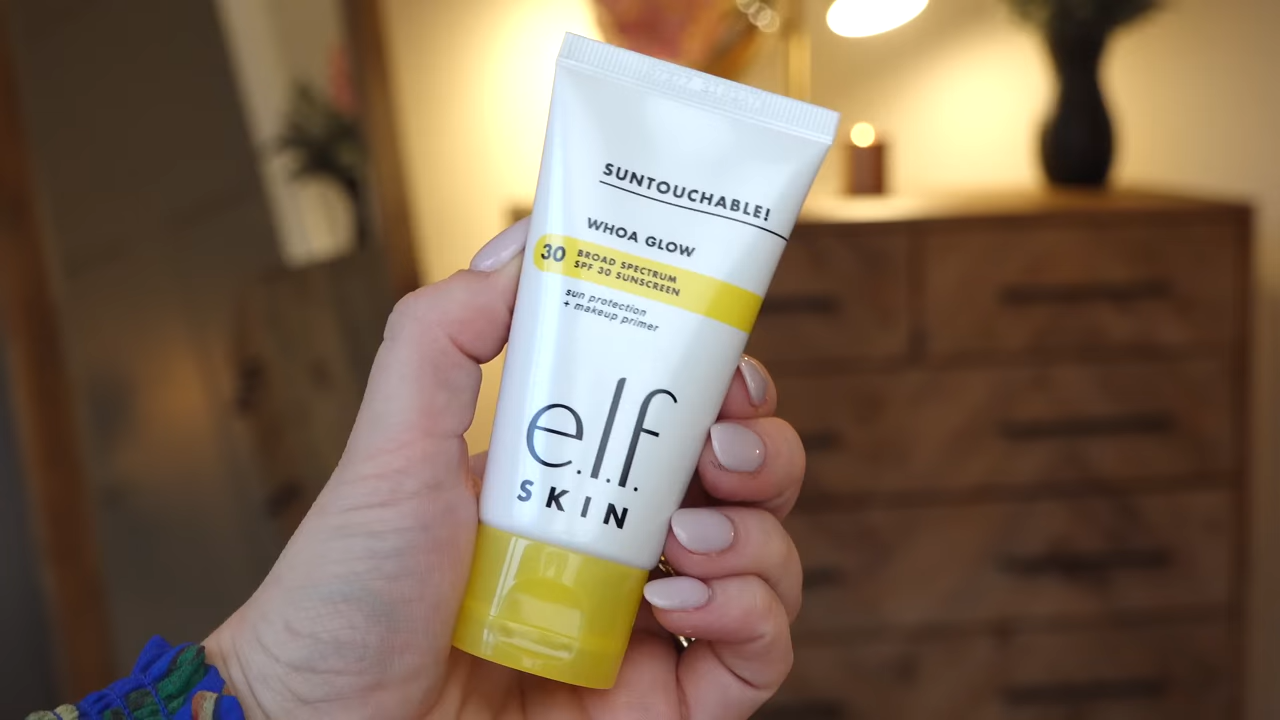 SUNTOUCHABLE!
WHOA GLOW
30 BROAD SPECTRUM
SPF 30 SUNSCREEN
sun protection
+ makeup primer
e.l.f.
SKIN